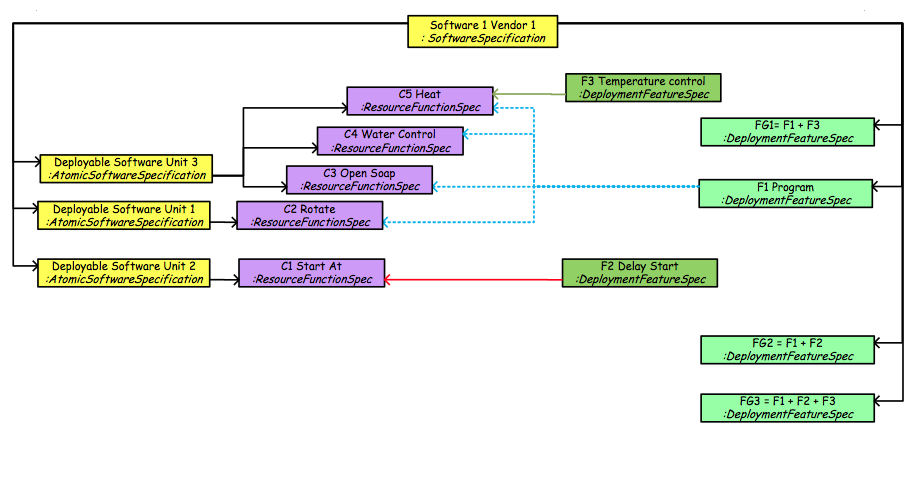 Software 1 Vendor 1
: SoftwareSpecification
F3 Temperature control
:DeploymentFeatureSpec
C5 Heat
:ResourceFunctionSpec
FG1= F1 + F3
:DeploymentFeatureSpec
C4 Water Control
:ResourceFunctionSpec
Deployable Software Unit 3
:AtomicSoftwareSpecification
C3 Open Soap
:ResourceFunctionSpec
F1 Program
:DeploymentFeatureSpec
Deployable Software Unit 1
:AtomicSoftwareSpecification
C2 Rotate
:ResourceFunctionSpec
Deployable Software Unit 2
:AtomicSoftwareSpecification
C1 Start At
:ResourceFunctionSpec
F2 Delay Start
:DeploymentFeatureSpec
FG2 = F1 + F2
:DeploymentFeatureSpec
FG3 = F1 + F2 + F3
:DeploymentFeatureSpec